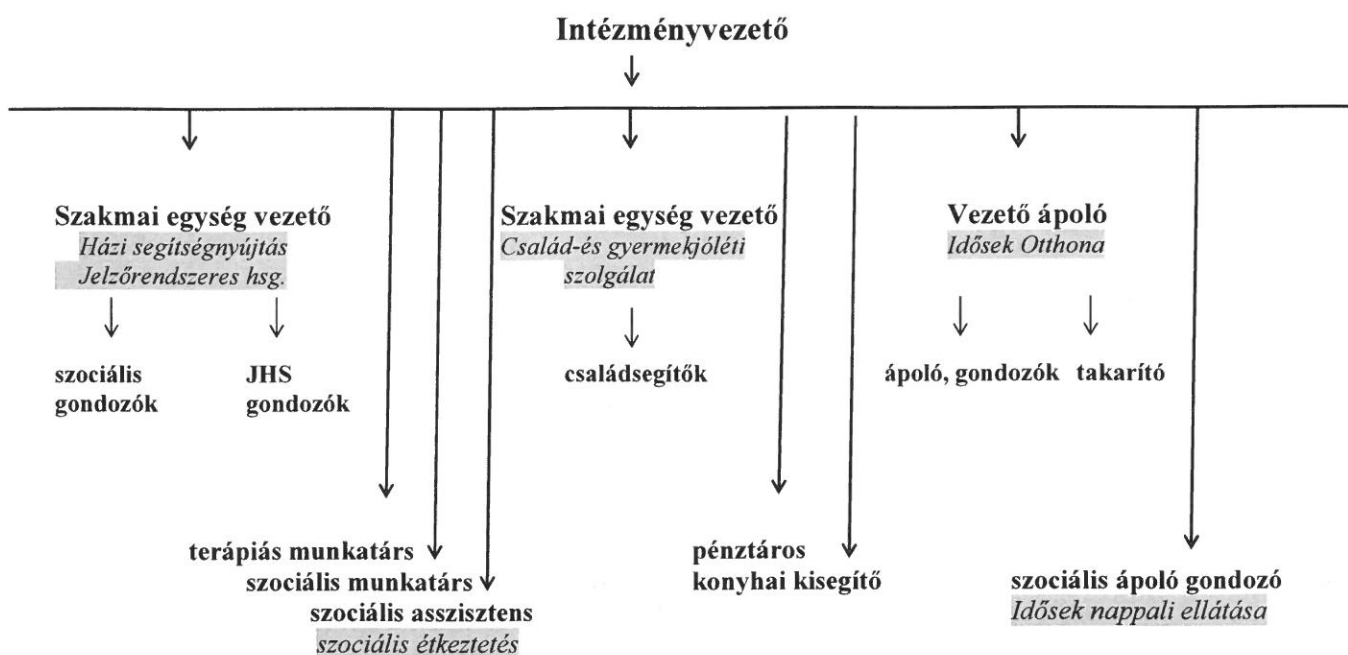 Intézményvezető
Szakmai egység vezető
Házi segítségnyújtás
Jelzőrendszeres hsg.
szociális
gondozók
JHS
gondozók
Szakmai egység vezető
Család-és gyermekjóléti
szolgálat
családsegítők
Vezető ápoló
Idősek Otthona
ápoló, gondozók
takarító
terápiás munkatárs
szociális munkatárs
szociális asszisztens
szociális étkeztetés
pénztáros
konyhai kisegítő
szociális ápoló gondozó
Idősek nappali ellátása